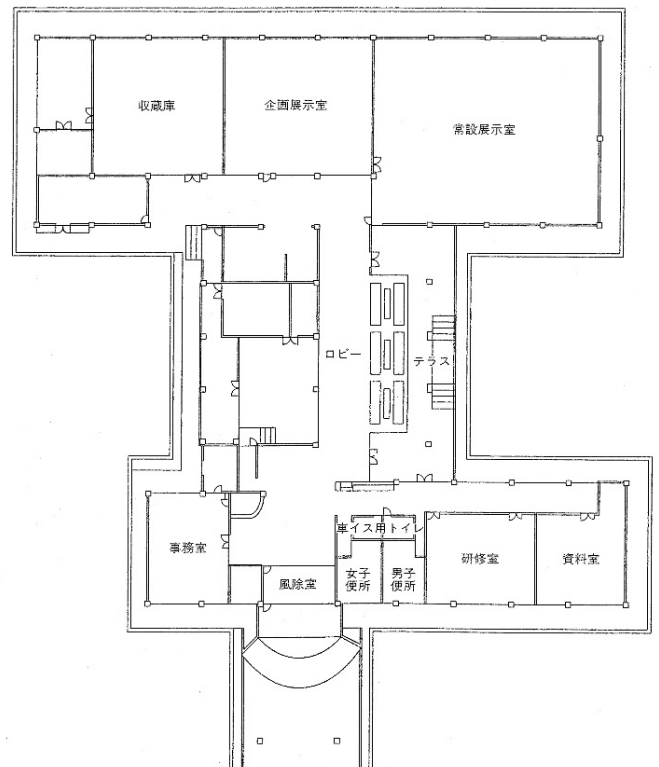 収蔵庫
企画展示室
常設展示室
ロビー
テラス
車イス用トイレ
事務室
風除室
女子
便所
男子
便所
研修室
資料室